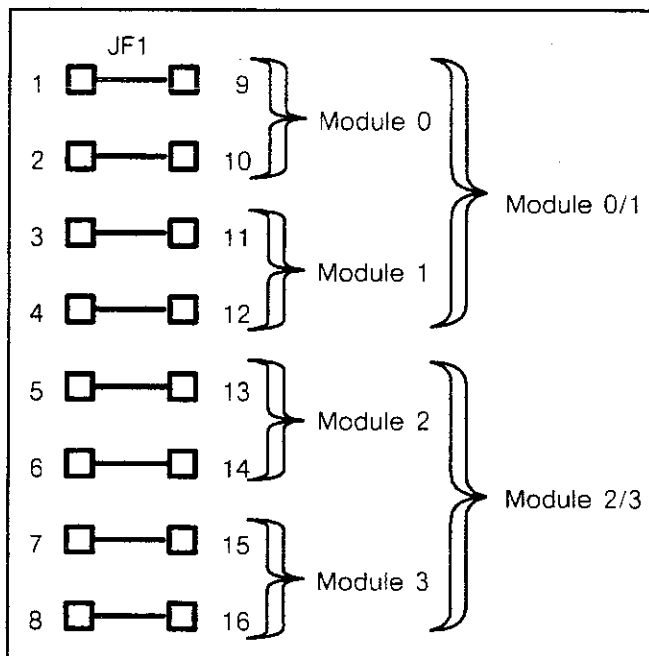 JF1
1 9
Module 0
2 10
Module 0/1
3 11
Module 1
4 12
5 13
Module 2
6 14
Module 2/3
7 15
Module 3
8 16